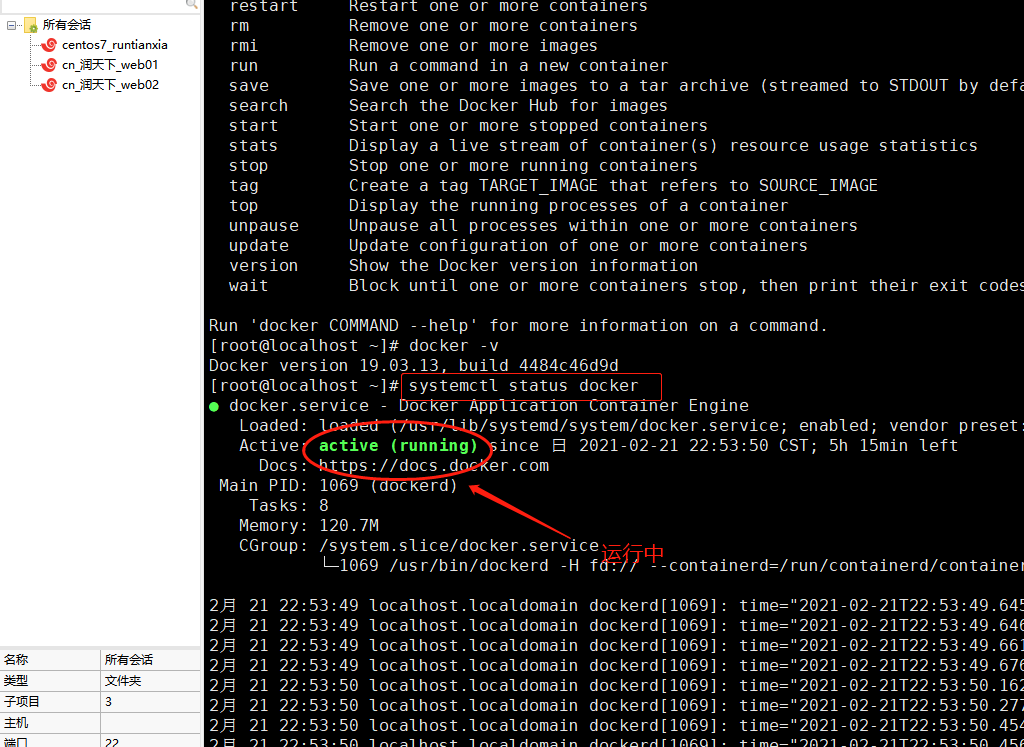 所有会话
centos7_runtianxia
cn_润天下_web01
cn_润天下_web02
名称 所有会话
类型 文件夹
子项目 3
主机
端口 22
restart Restart one or more containers
rm Remove one or more containers
rmi Remove one or more images
run Run a command in a new container
save Save one or more images to a tar archive (streamed to STDOUT by defa
search Search the Docker Hub for images
start Start one or more stopped containers
stats Display a live stream of container(s) resource usage statistics
stop Stop one or more running containers
tag Create a tag TARGET_IMAGE that refers to SOURCE_IMAGE
top Display the running processes of a container
unpause Unpause all processes within one or more containers
update Update configuration of one or more containers
version Show the Docker version information
wait Block until one or more containers stop, then print their exit codes
Run 'docker COMMAND --help' for more information on a command.
[root@localhost ~]# docker -v
Docker version 19.03.13, build 4484c46d9d
[root@localhost ~]# systemctl status docker
● docker.service - Docker Application Container Engine
Loaded: loaded (/usr/lib/systemd/system/docker.service; enabled; vendor preset:
Active: active (running) since 日 2021-02-21 22:53:50 CST; 5h 15min left
Docs: https://docs.docker.com
Main PID: 1069 (dockerd)
Tasks: 8
Memory: 120.7M
CGroup: /system.slice/docker.service
运行中
└─1069 /usr/bin/dockerd -H fd:// --containerd=/run/containerd/container
2月 21 22:53:49 localhost.localdomain dockerd[1069]: time="2021-02-21T22:53:49.645
2月 21 22:53:49 localhost.localdomain dockerd[1069]: time="2021-02-21T22:53:49.646
2月 21 22:53:49 localhost.localdomain dockerd[1069]: time="2021-02-21T22:53:49.661
2月 21 22:53:49 localhost.localdomain dockerd[1069]: time="2021-02-21T22:53:49.676
2月 21 22:53:50 localhost.localdomain dockerd[1069]: time="2021-02-21T22:53:50.162
2月 21 22:53:50 localhost.localdomain dockerd[1069]: time="2021-02-21T22:53:50.277
2月 21 22:53:50 localhost.localdomain dockerd[1069]: time="2021-02-21T22:53:50.454
2月 21 22:53:50 localhost.localdomain dockerd[1069]: time="2021-02-21T22:53:50.454